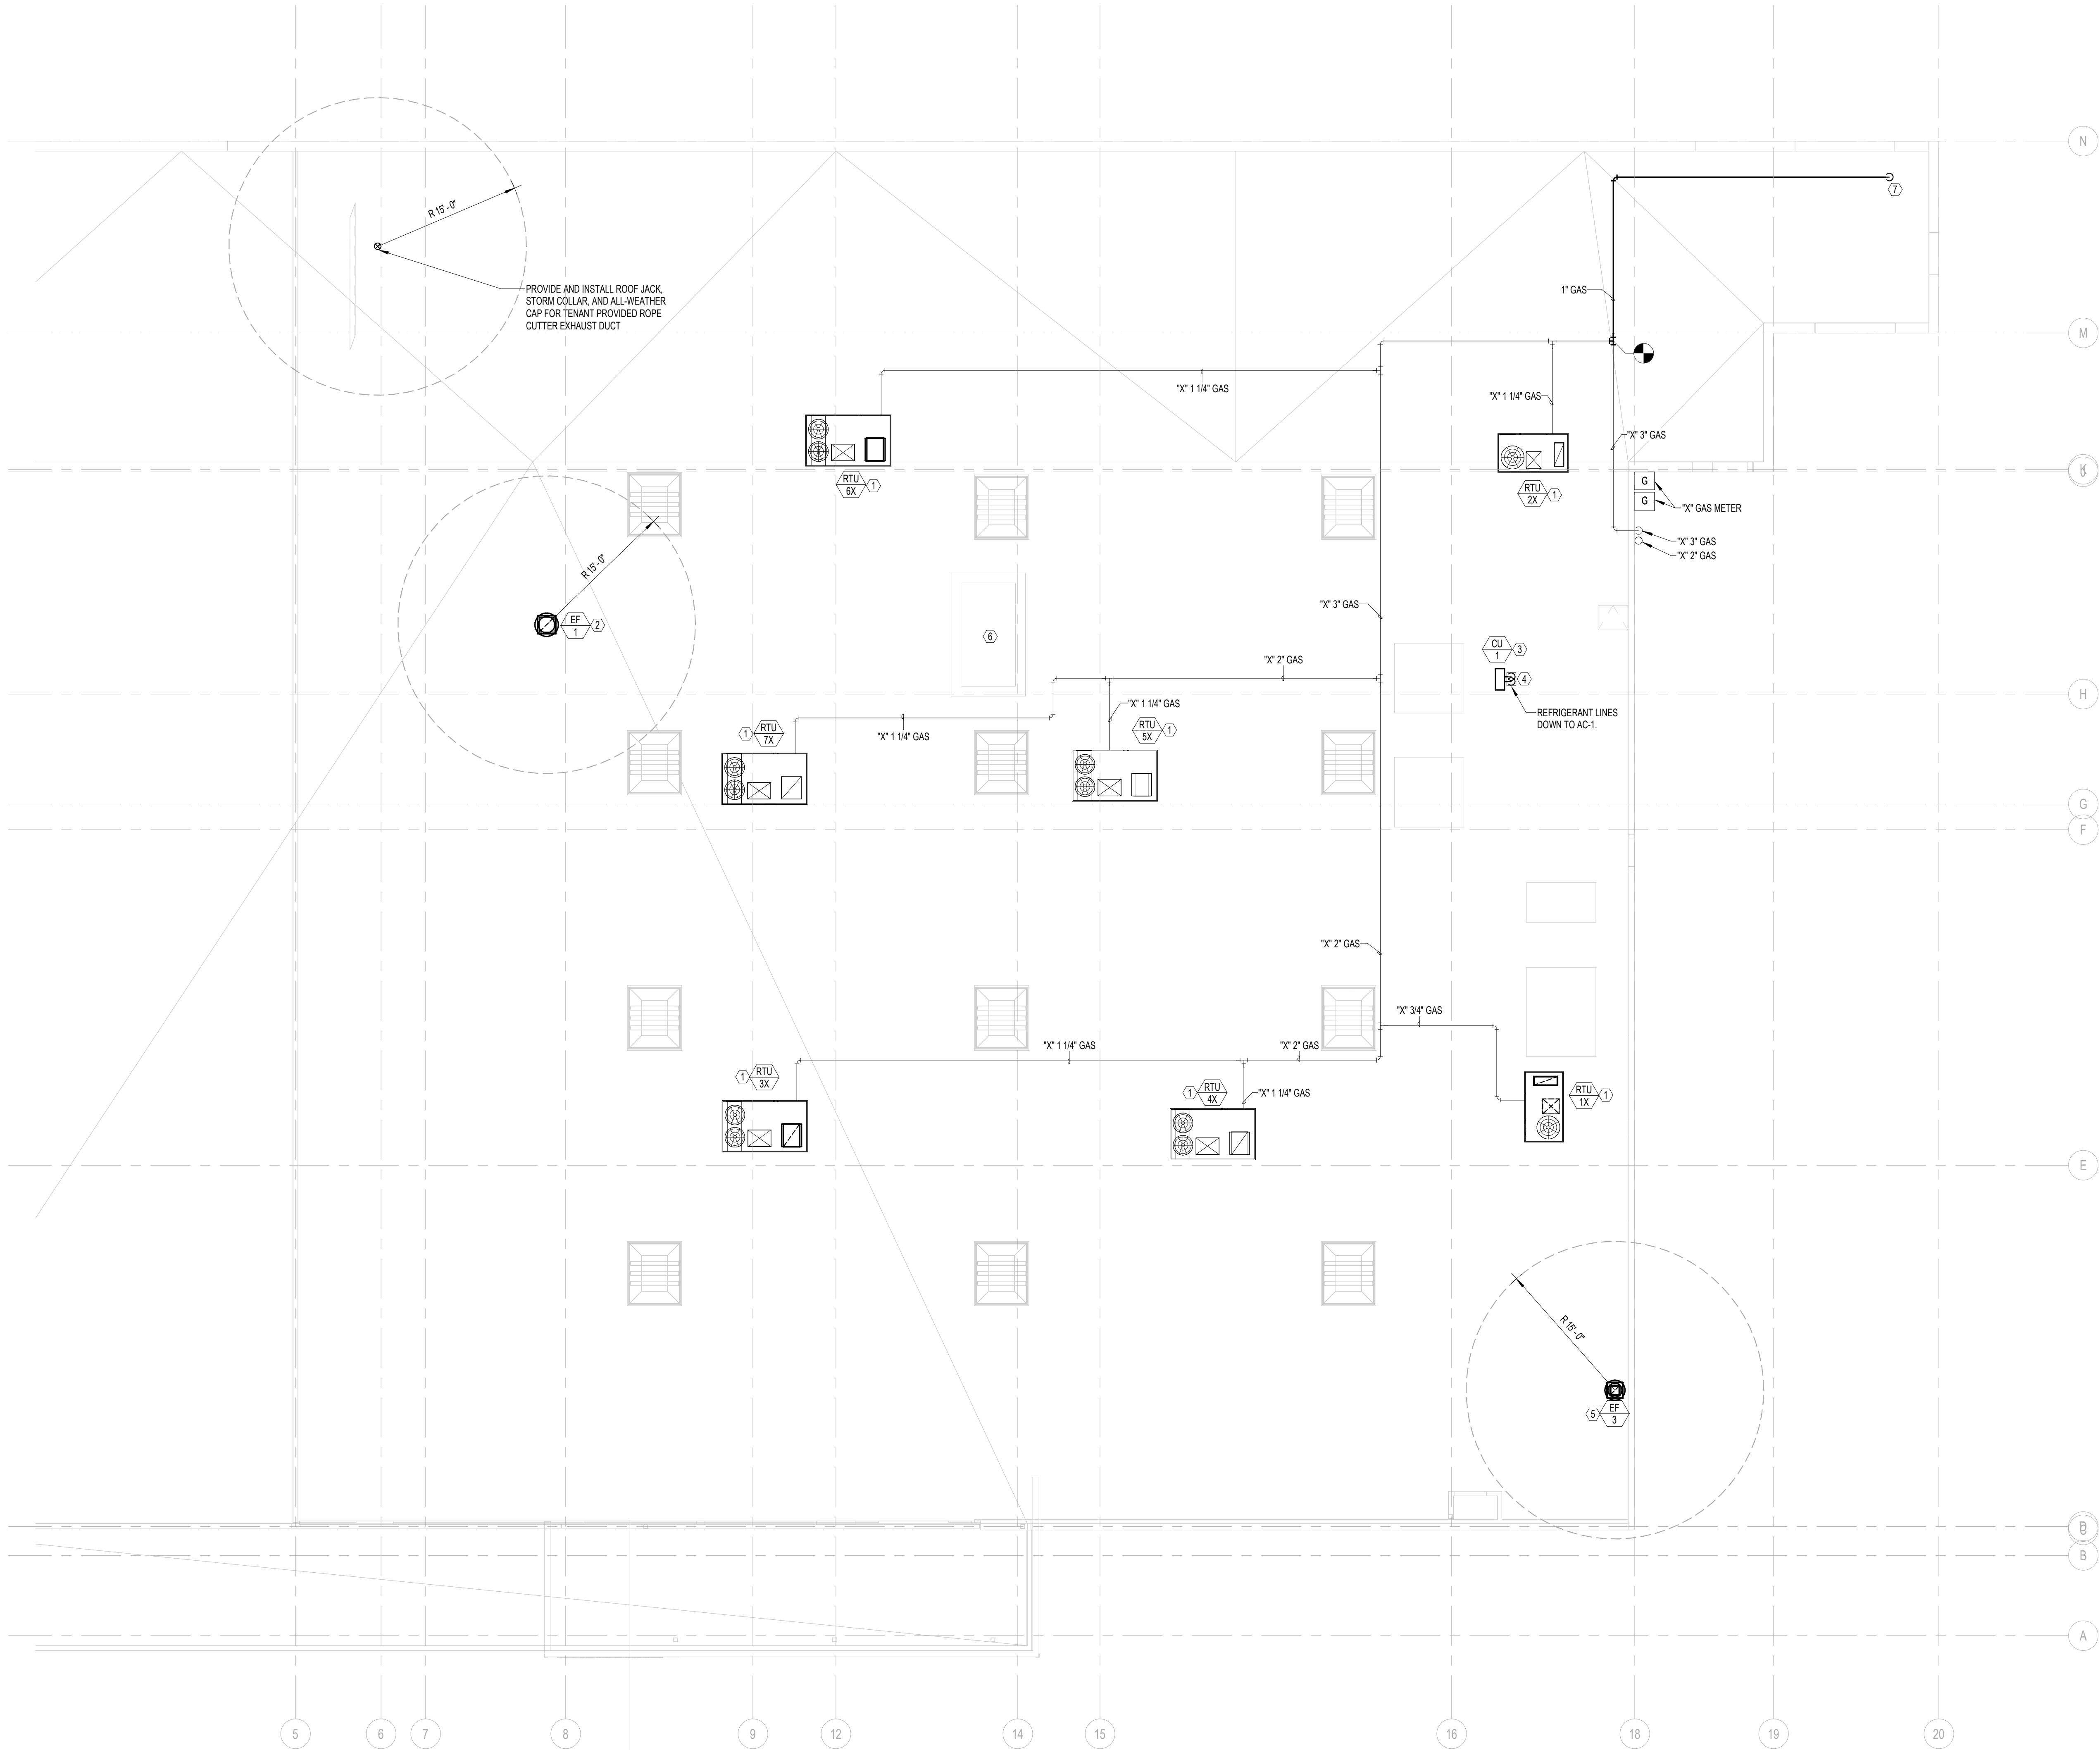 N
R 15' - 0"
7
PROVIDE AND INSTALL ROOF JACK,
STORM COLLAR, AND ALL-WEATHER
CAP FOR TENANT PROVIDED ROPE
CUTTER EXHAUST DUCT
1" GAS
M
"X" 1 1/4" GAS
"X" 1 1/4" GAS
"X" 3" GAS
K
RTU
6X
1
RTU
2X
1
G
G
"X" GAS METER
"X" 3" GAS
"X" 2" GAS
R 15' - 0"
EF
1
2
"X" 3" GAS
6
CU
1
3
4
"X" 2" GAS
H
REFRIGERANT LINES
DOWN TO AC-1.
"X" 1 1/4" GAS
1
RTU
7X
"X" 1 1/4" GAS
RTU
5X
1
G
F
"X" 2" GAS
"X" 3/4" GAS
"X" 1 1/4" GAS
"X" 2" GAS
1
RTU
3X
1
RTU
4X
"X" 1 1/4" GAS
RTU
1X
1
E
R 15' - 0"
5
EF
3
B
A
5
6
7
8
9
12
14
15
16
18
19
20